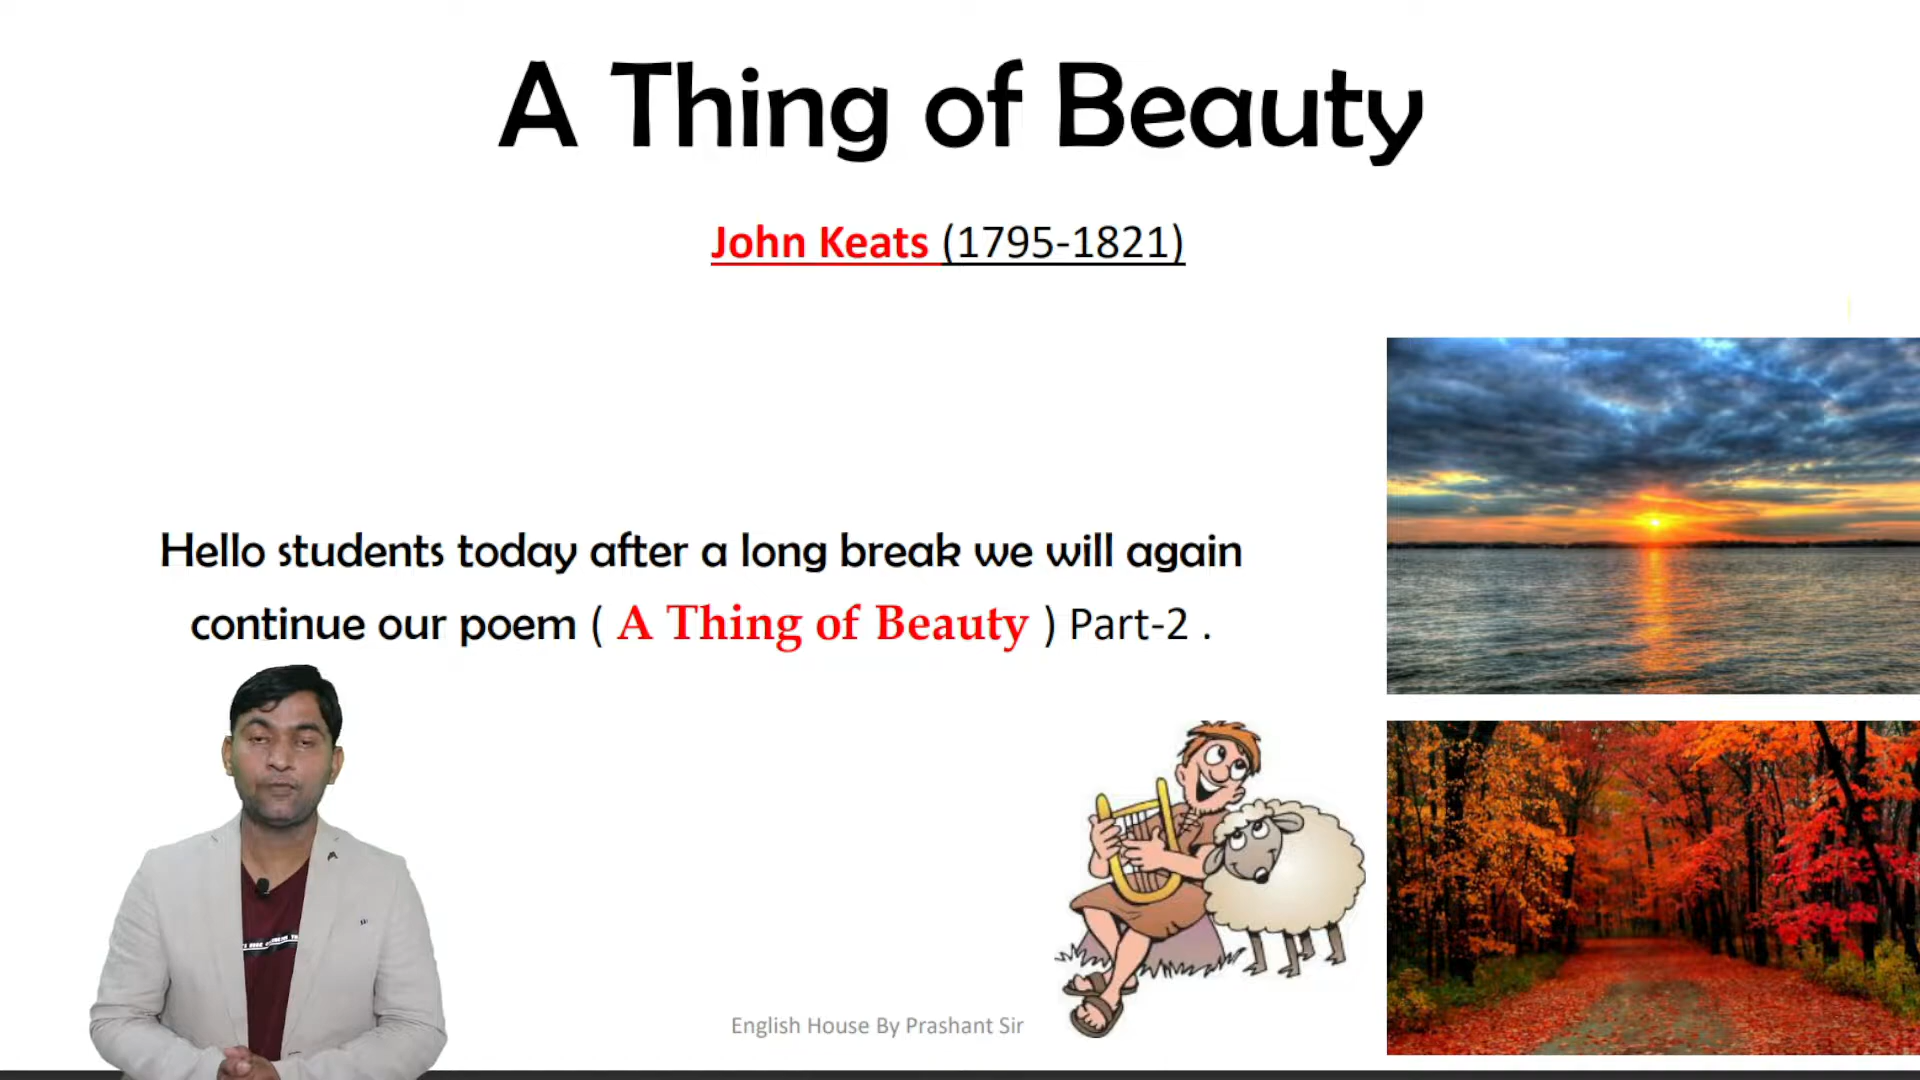 A Thing of Beauty
John Keats (1795-1821)
Hello students today after a long break we will again
continue our poem ( A Thing of Beauty ) Part-2 .
English House By Prashant Sir